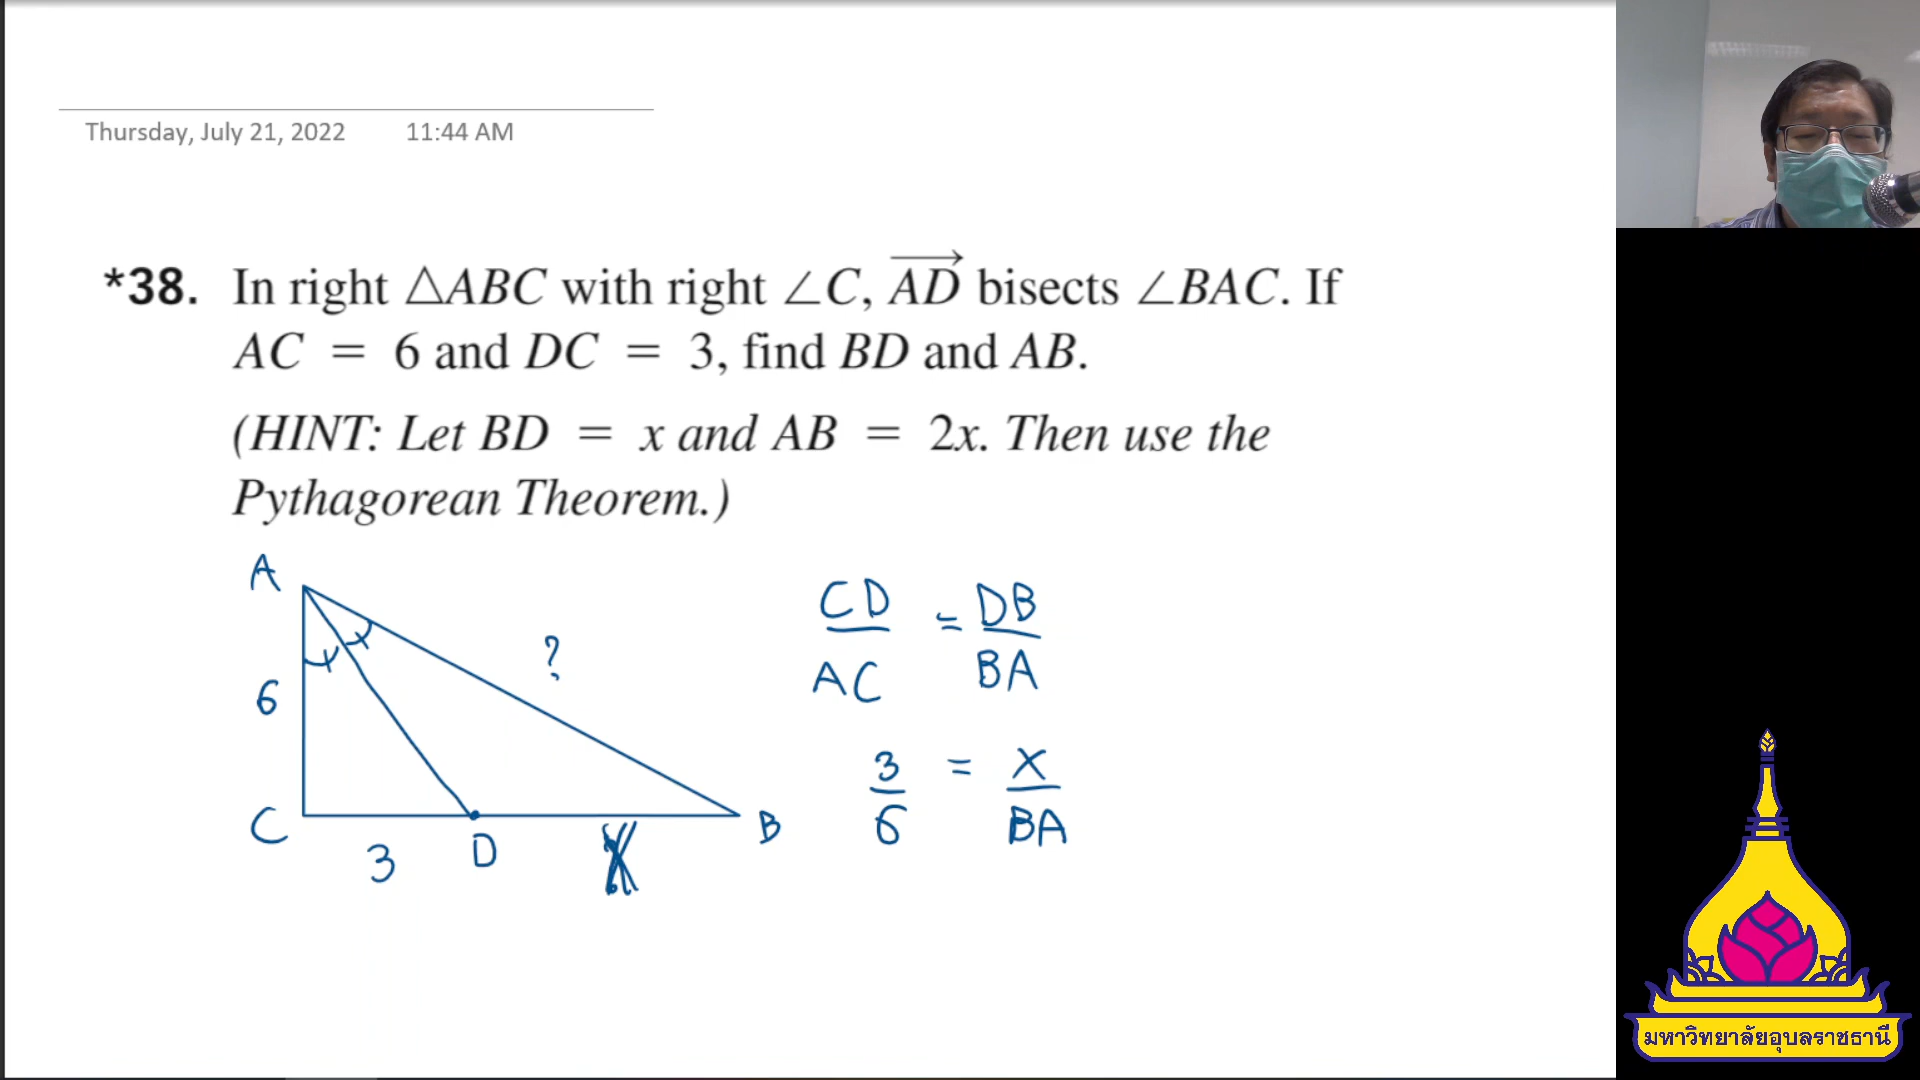 Thursday, July 21, 2022 11:44 AM
*38. In right △ABC with right ∠C, \overrightarrow{AD} bisects ∠BAC. If
AC = 6 and DC = 3, find BD and AB.
(HINT: Let BD = x and AB = 2x. Then use the
Pythagorean Theorem.)
A
?
6
C
3
D
X
B
CD/AC = DB/BA
3/6 = X/BA
มหาวิทยาลัยอุบลราชธานี